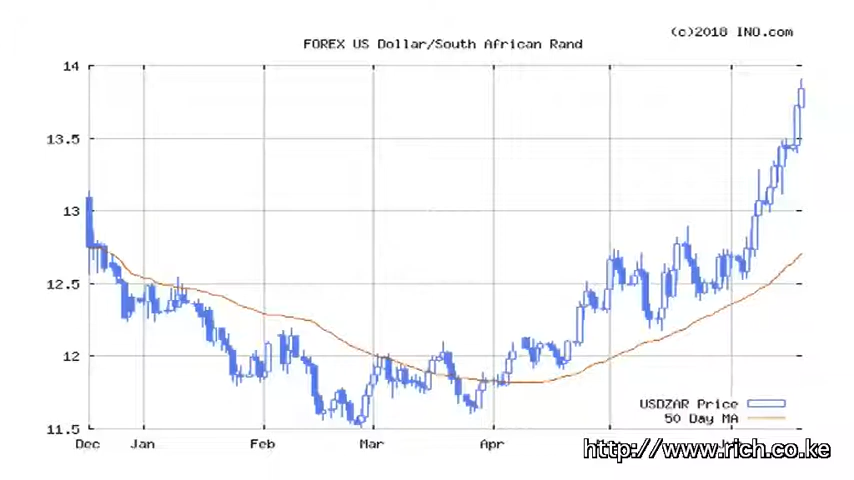 (c)2018 INO.com
FOREX US Dollar/South African Rand
14
13.5
13
12.5
12
11.5
Dec Jan Feb Mar Apr
USDZAR Price
50 Day MA
http://www.rich.co.ke